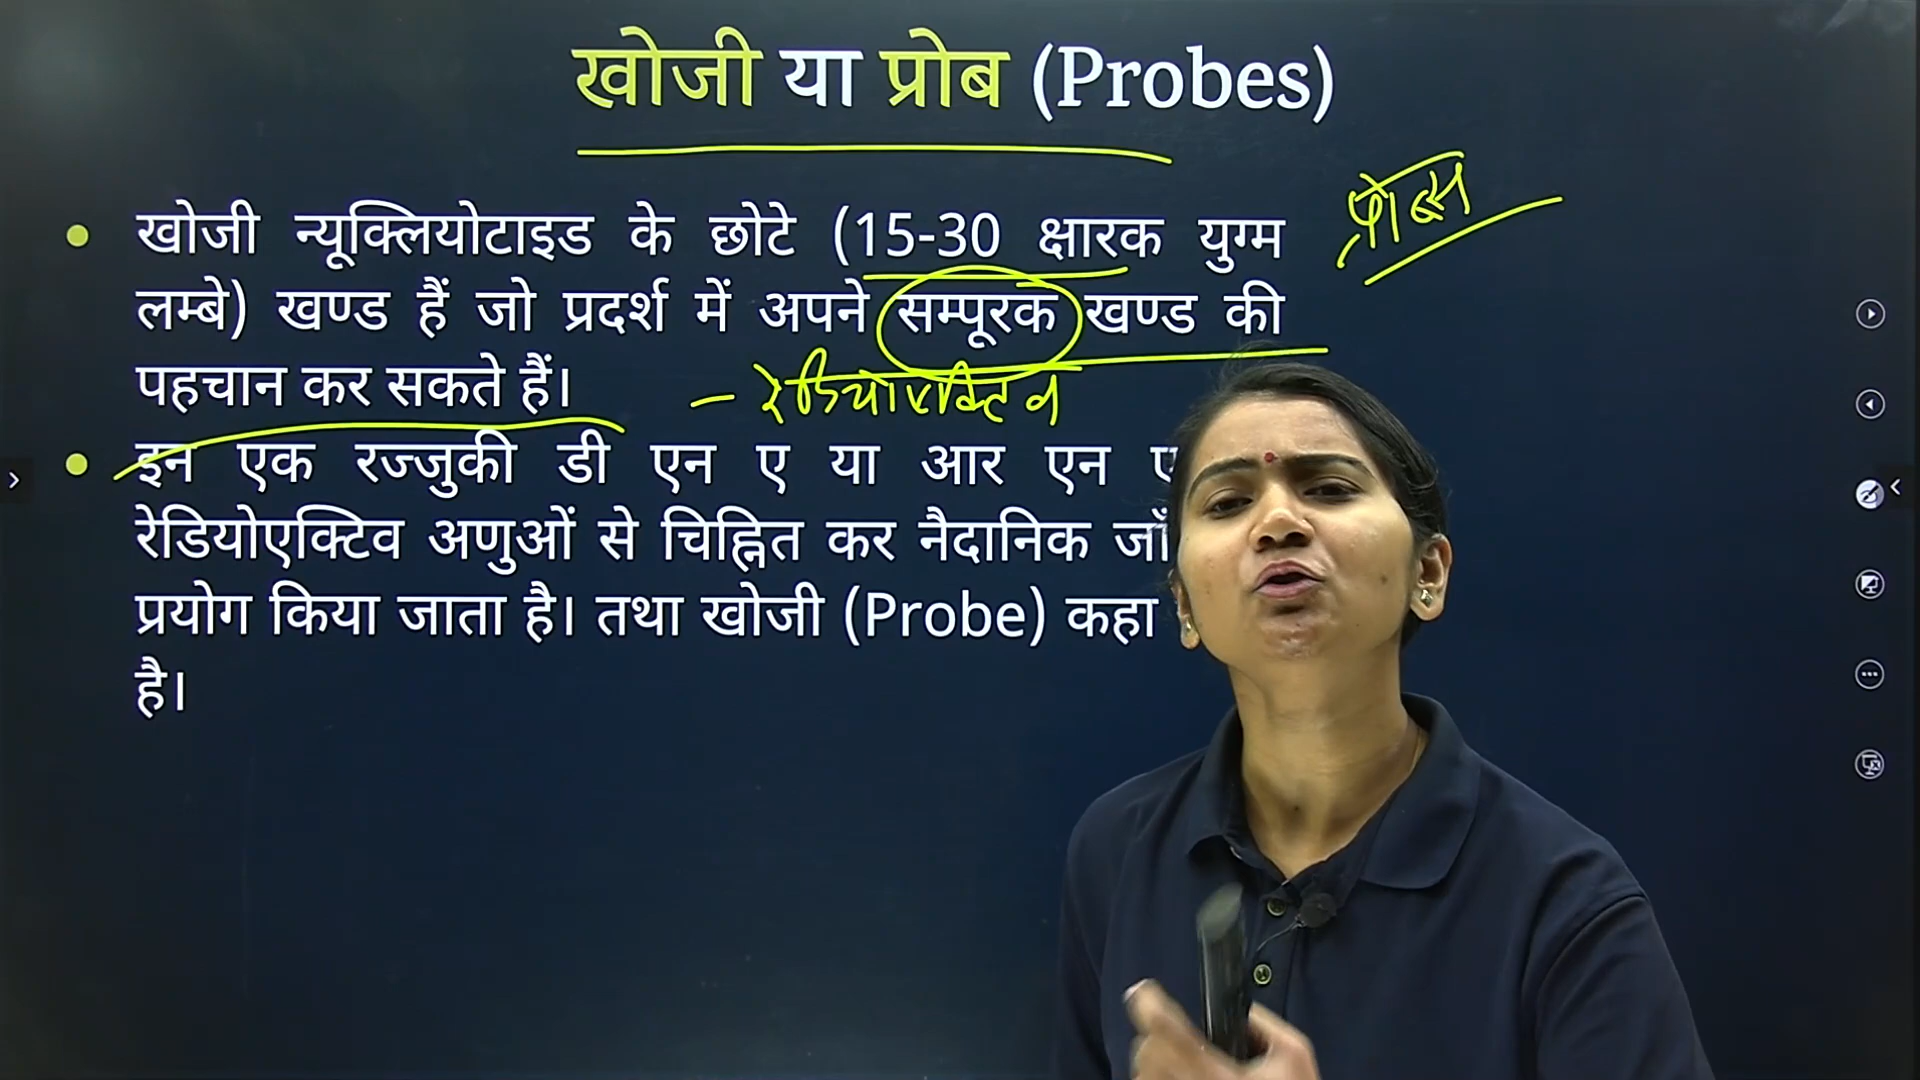 खोजी या प्रोब (Probes)
प्रोब्स
खोजी न्यूक्लियोटाइड के छोटे (15-30 क्षारक युग्म
लम्बे) खण्ड हैं जो प्रदर्श में अपने सम्पूरक खण्ड की
पहचान कर सकते हैं।
- रेडियोएक्टिव
इन एक रज्जुकी डी एन ए या आर एन
रेडियोएक्टिव अणुओं से चिह्नित कर नैदानिक
प्रयोग किया जाता है। तथा खोजी (Probe) कहा
है।